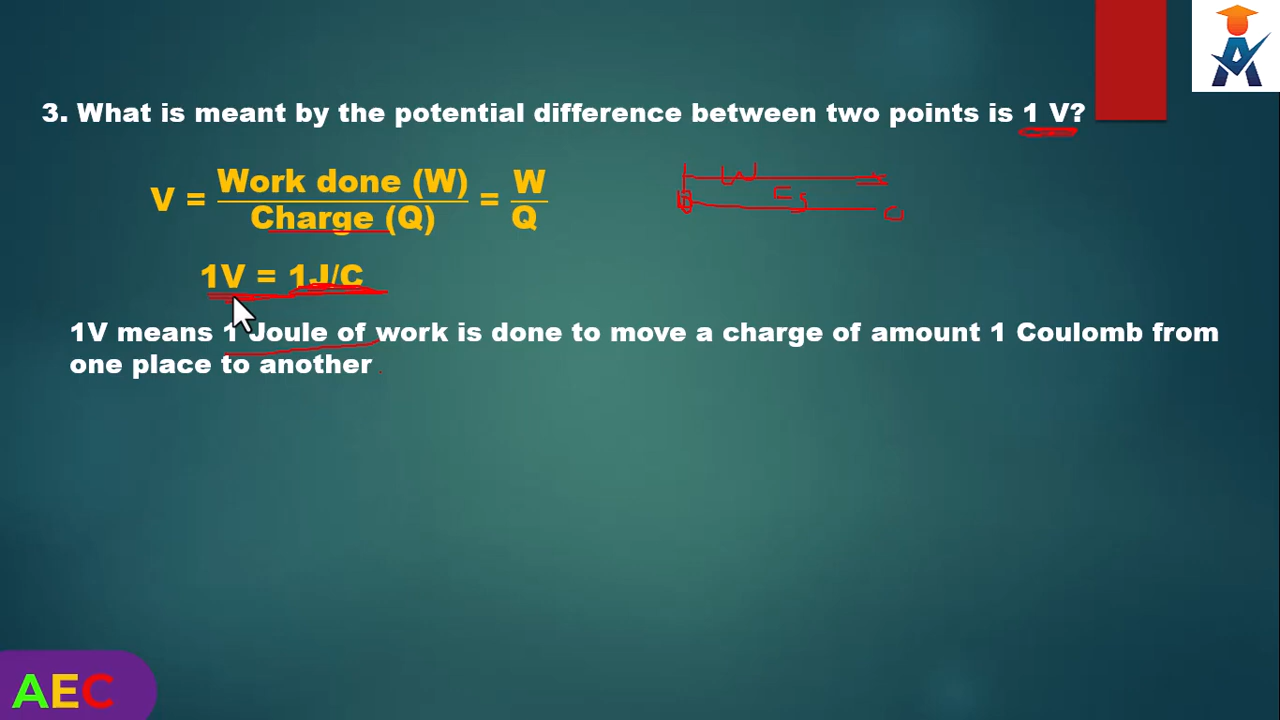 3. What is meant by the potential difference between two points is 1 V?
V = Work done (W) / Charge (Q) = W / Q
1V = 1J/C
1V means 1 Joule of work is done to move a charge of amount 1 Coulomb from
one place to another
AEC